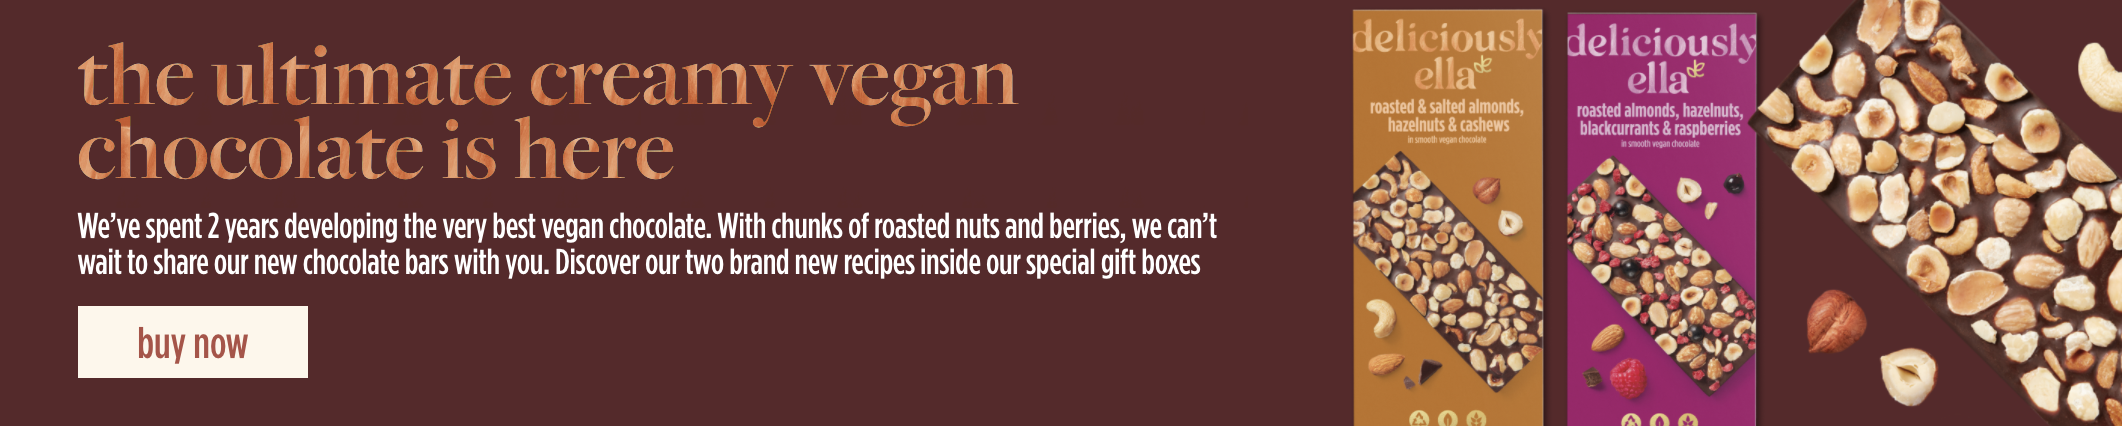 the ultimate creamy vegan
chocolate is here
We’ve spent 2 years developing the very best vegan chocolate. With chunks of roasted nuts and berries, we can’t
wait to share our new chocolate bars with you. Discover our two brand new recipes inside our special gift boxes
buy now
deliciously
ella
roasted & salted almonds,
hazelnuts & cashews
in smooth vegan chocolate
deliciously
ella
roasted almonds, hazelnuts,
blackcurrants & raspberries
in smooth vegan chocolate